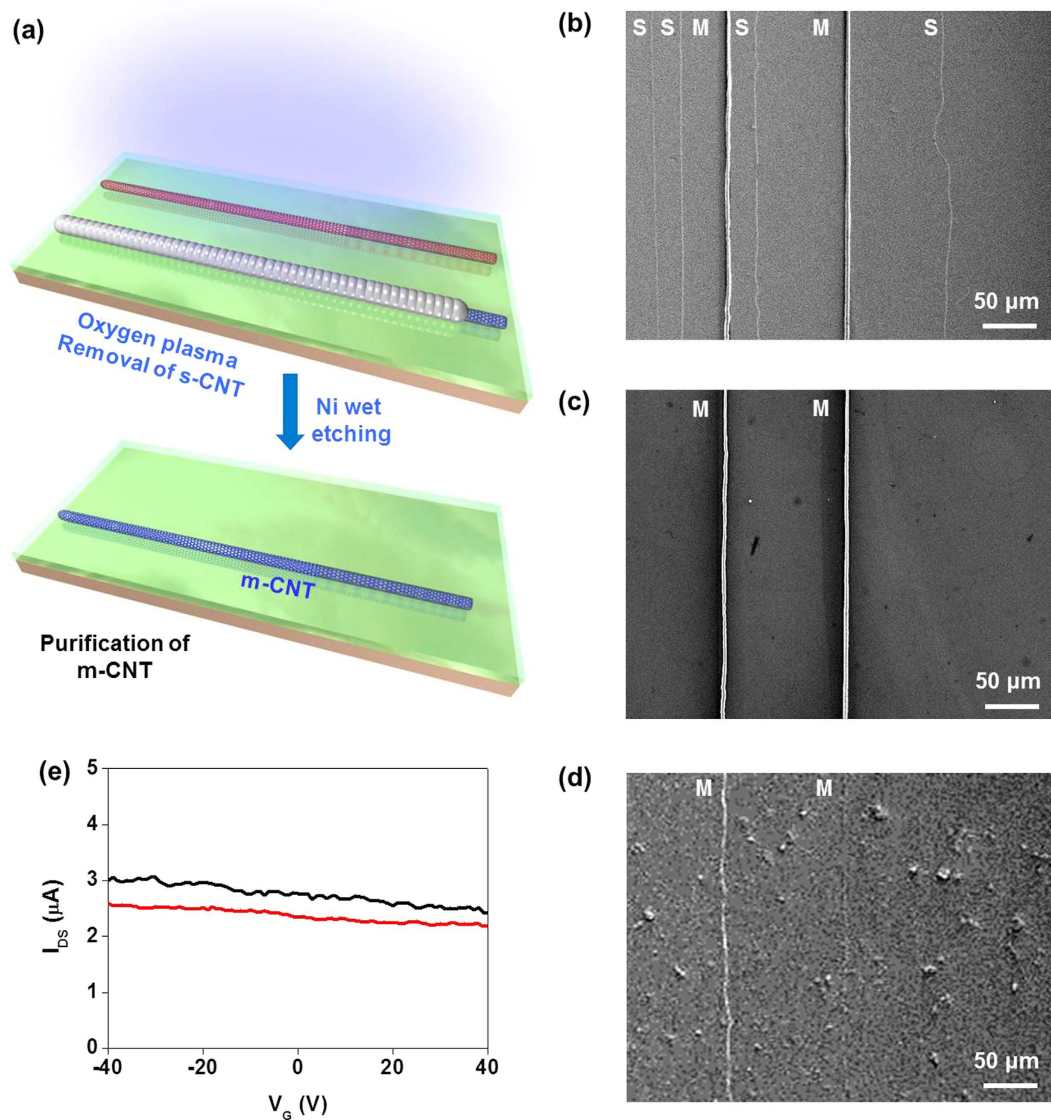 (a)
Oxygen plasma
Removal of s-CNT
Ni wet
etching
m-CNT
Purification of
m-CNT
(b)
S S M S M S
50 μm
(c)
M M
50 μm
(d)
M M
50 μm
(e)
5
4
3
2
1
0
I_DS (μA)
-40 -20 0 20 40
V_G (V)